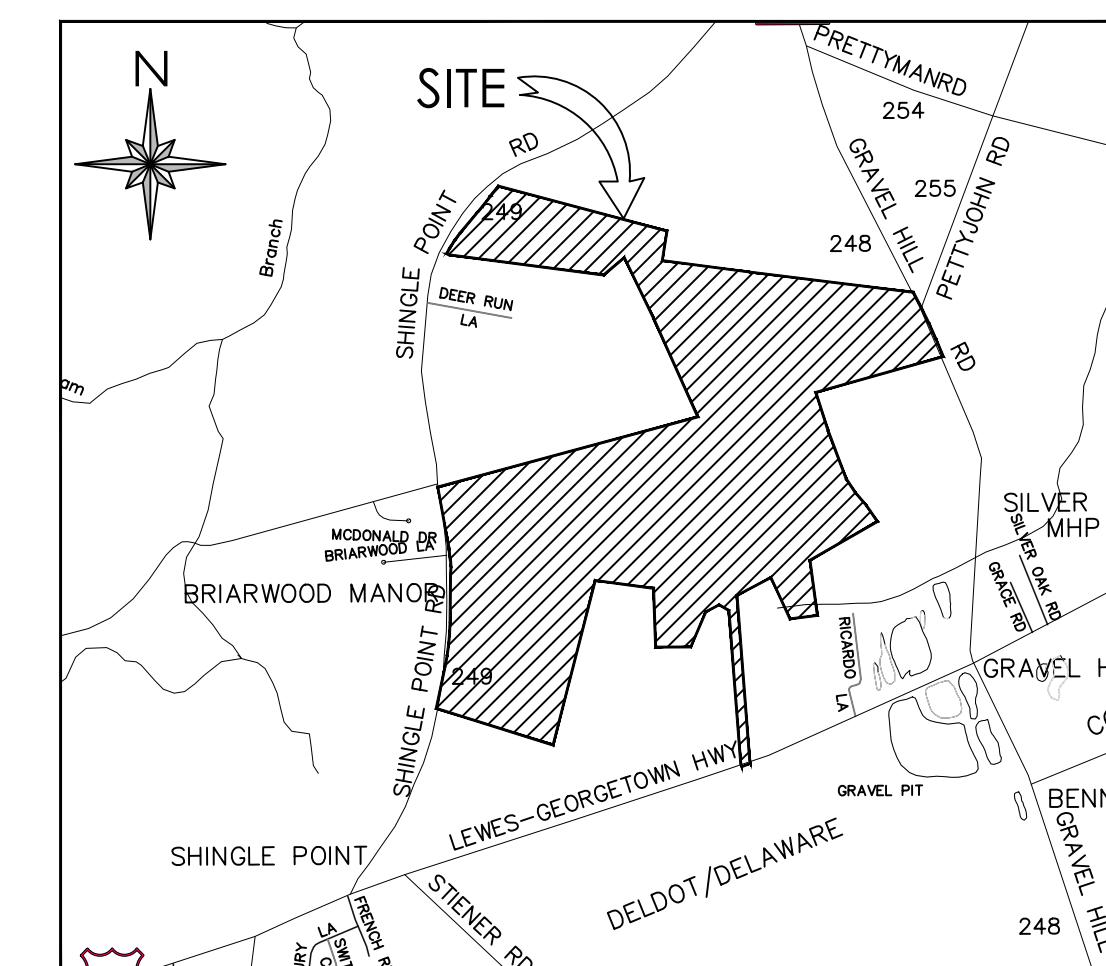 PRETTYMANRD
N
SITE
254
RD
GRAVEL HILL
PETTYJOHN RD
255
249
SHINGLE POINT
248
Branch
DEER RUN
LA
RD
SILVER
MHP
SILVER OAK RD
GRACE RD
MCDONALD DR
BRIARWOOD LA
BRIARWOOD MANOR
SHINGLE POINT RD
249
RICARDO
LA
LEWES-GEORGETOWN HWY
GRAVEL PIT
DELDOT/DELAWARE
SHINGLE POINT
STIENER RD
LA
GRAVEL HILL
248